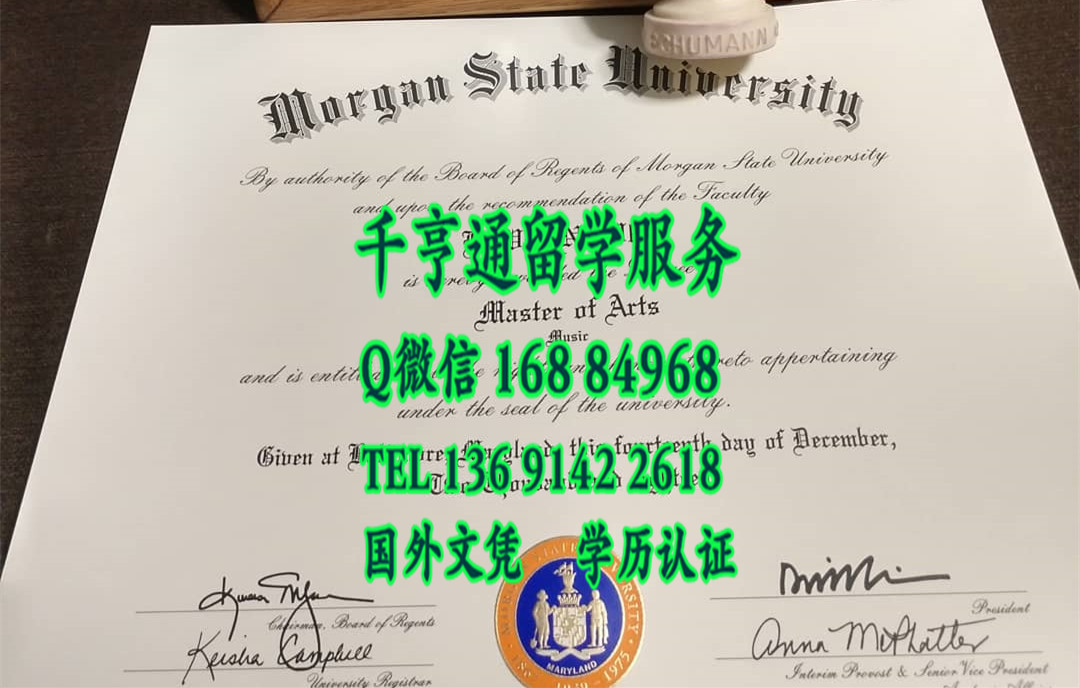 SCHUMANN
Morgan State University
By authority of the Board of Regents of Morgan State University
and upon the recommendation of the Faculty
千亨通留学服务
is
Master of Arts
Music
Q微信 168 84968
and is appertaining
under the seal of the university.
Given at this fourteenth day of December,
TEL 136 9142 2618
国外文凭 学历认证
Chairman, Board of Regents
President
Keisha Campbell
Anna McPhatter
University Registrar
Interim Provost & Senior Vice President
MARYLAND
1975